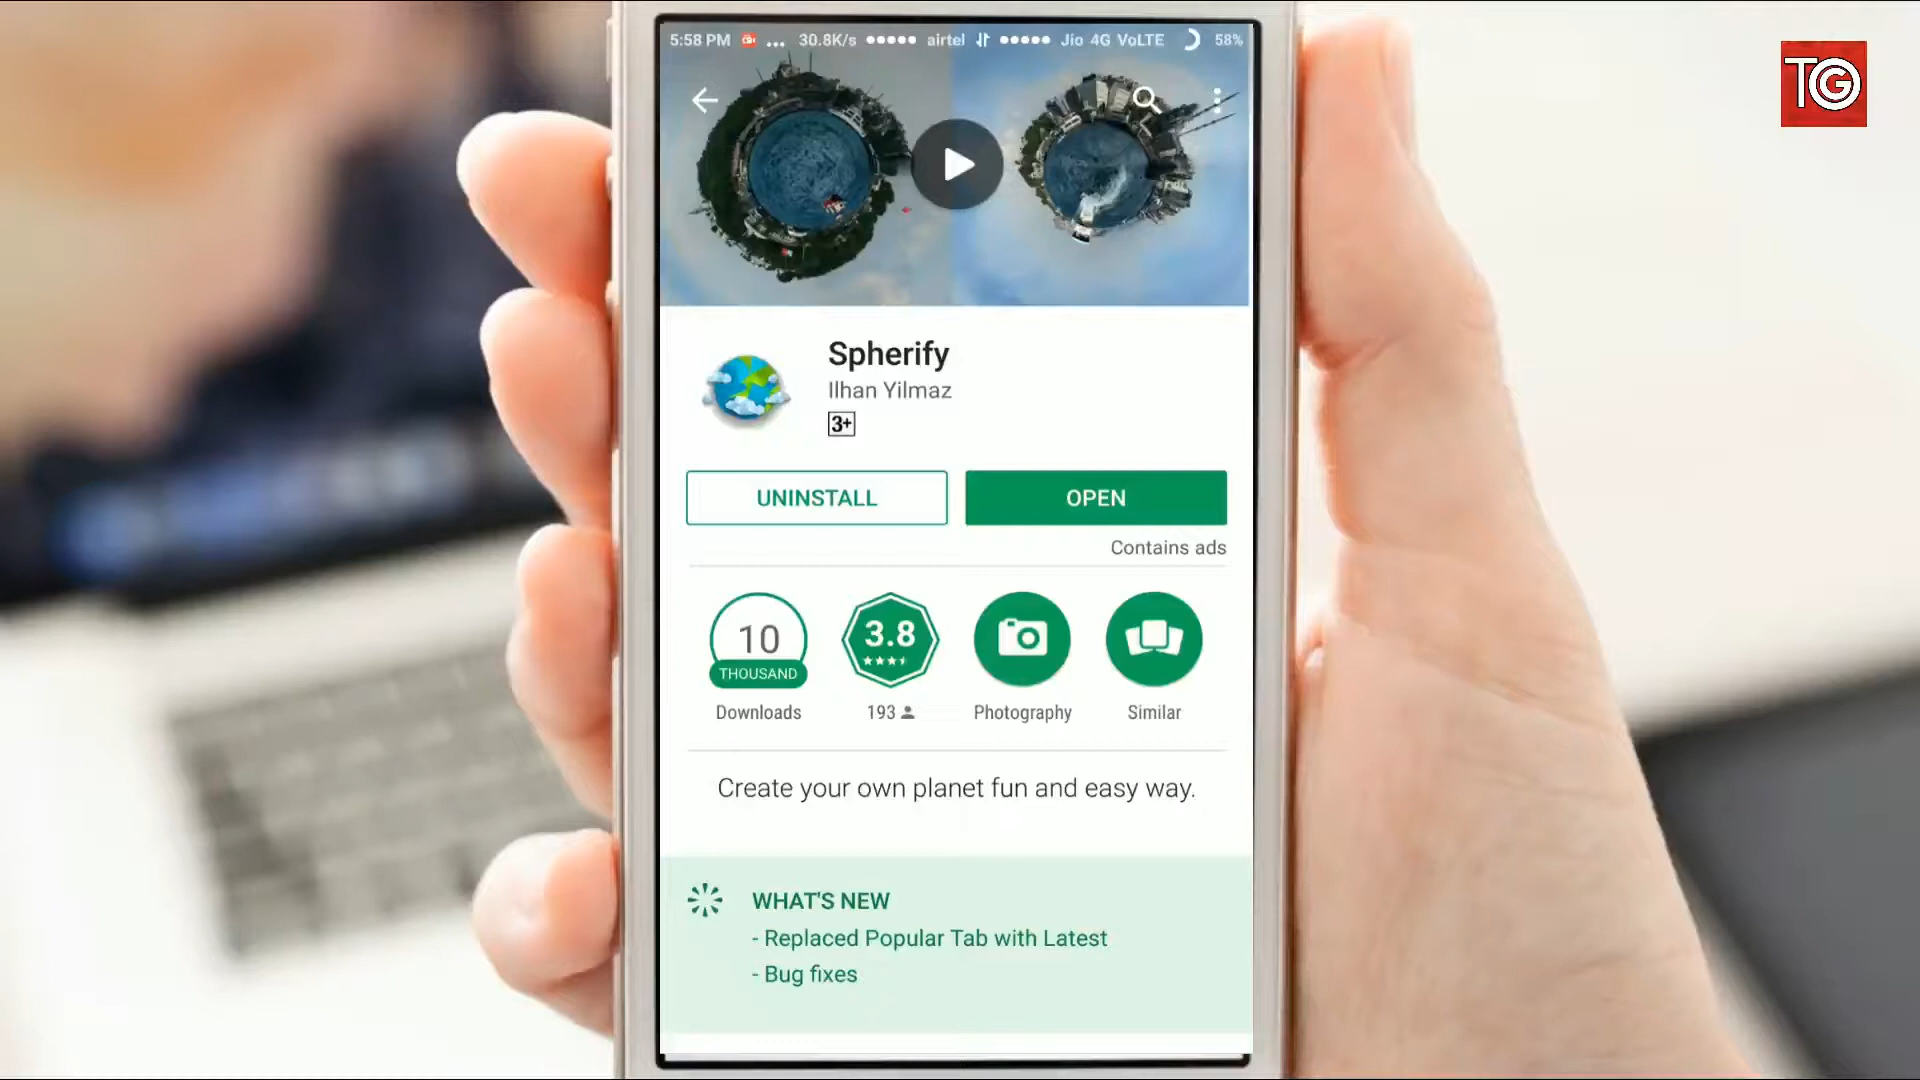 5:58 PM ... 30.8K/s airtel Jio 4G VoLTE 58%
TG
Spherify
Ilhan Yilmaz
3+
UNINSTALL OPEN
Contains ads
10 THOUSAND
3.8
Downloads 193 Photography Similar
Create your own planet fun and easy way.
WHAT'S NEW
- Replaced Popular Tab with Latest
- Bug fixes